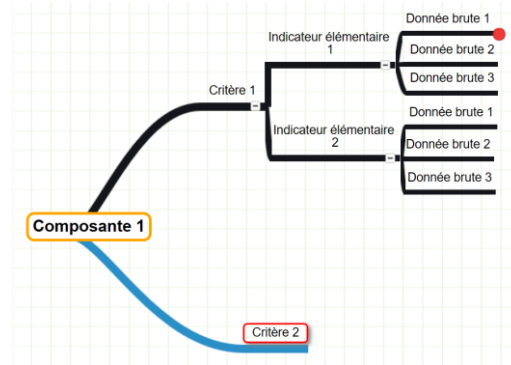 Donnée brute 1
Indicateur élémentaire
1
Donnée brute 2
Donnée brute 3
Critère 1
Donnée brute 1
Indicateur élémentaire
2
Donnée brute 2
Donnée brute 3
Composante 1
Critère 2